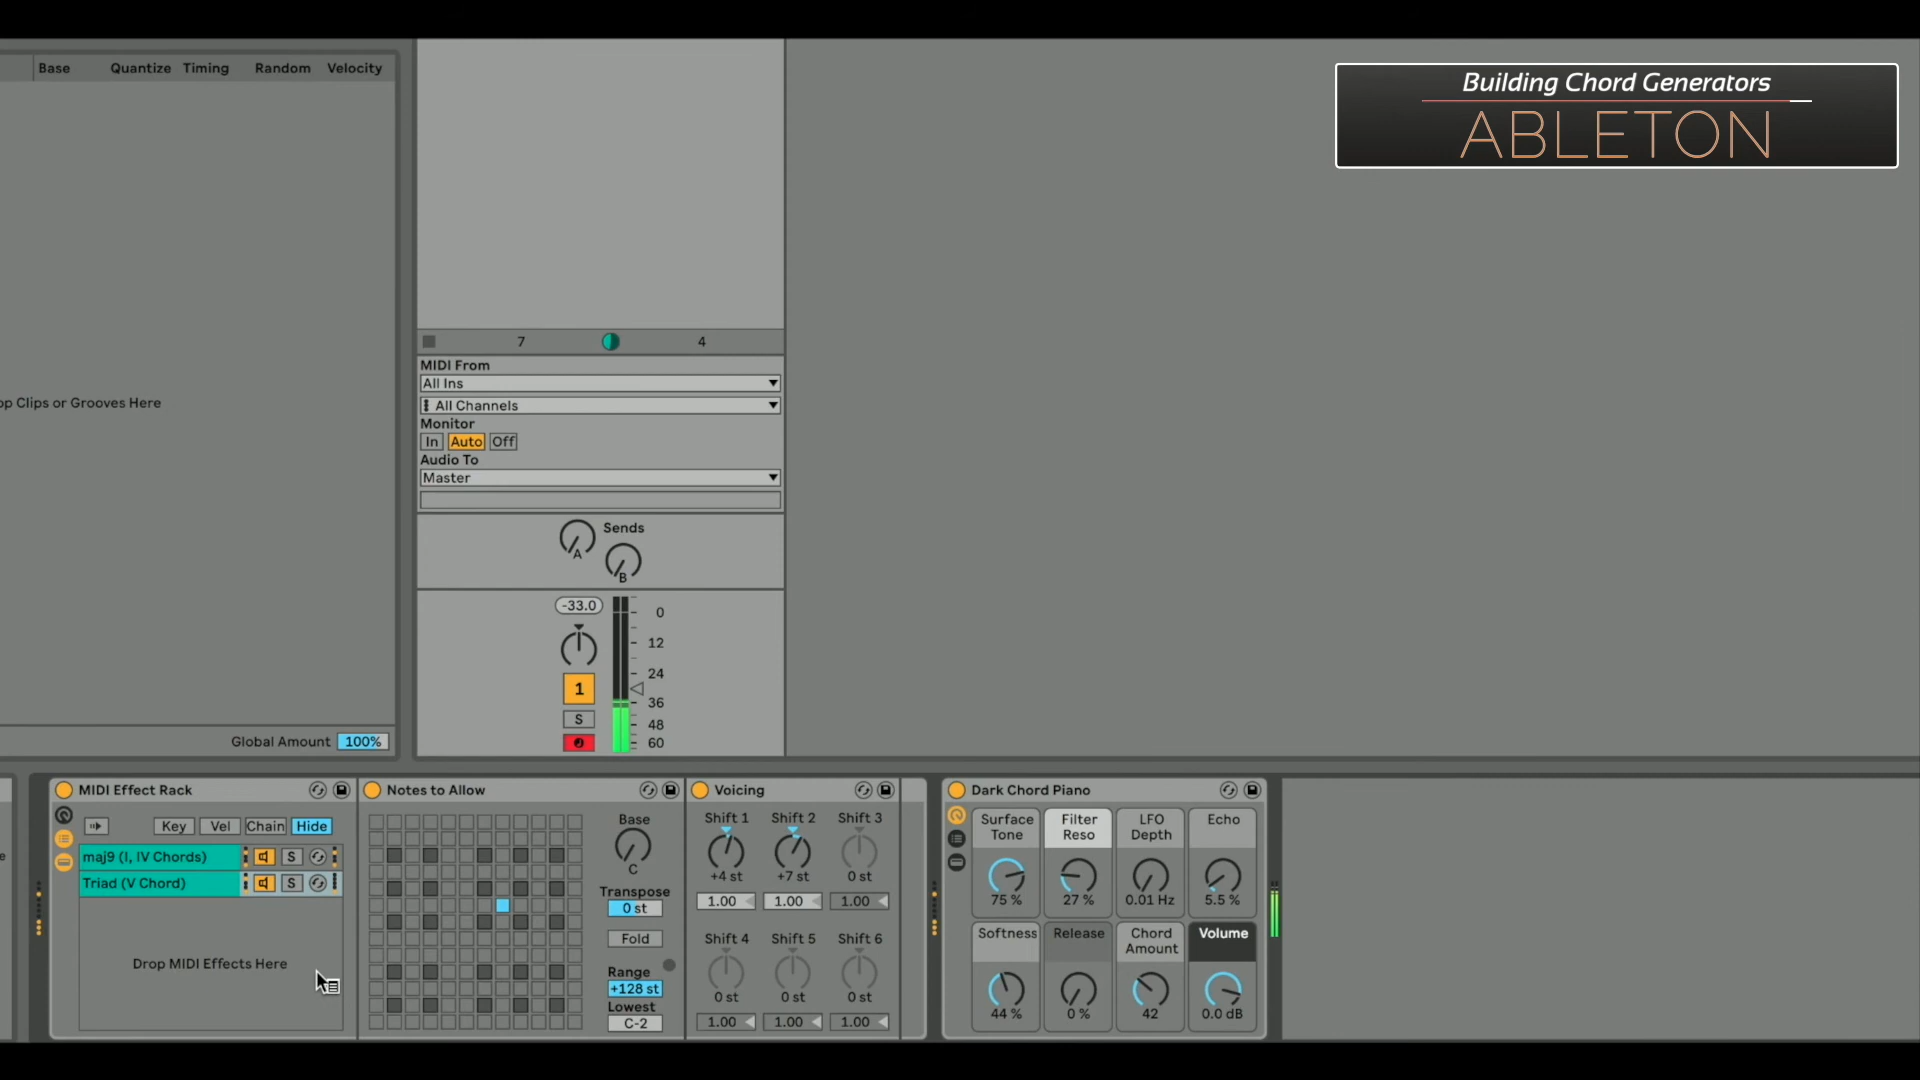 Base Quantize Timing Random Velocity
Building Chord Generators
ABLETON
7 4
MIDI From
All Ins
op Clips or Grooves Here
All Channels
Monitor
In Auto Off
Audio To
Master
Sends
A
B
-33.0
0
12
24
1
36
S
48
60
Global Amount 100%
MIDI Effect Rack
Key Vel Chain Hide
maj9 (I, IV Chords) S
Triad (V Chord) S
Drop MIDI Effects Here
Notes to Allow
Base
C
Transpose
0 st
Fold
Range
+128 st
Lowest
C-2
Voicing
Shift 1 Shift 2 Shift 3
+4 st +7 st 0 st
1.00 1.00 1.00
Shift 4 Shift 5 Shift 6
0 st 0 st 0 st
1.00 1.00 1.00
Dark Chord Piano
Surface Tone Filter Reso LFO Depth Echo
75 % 27 % 0.01 Hz 5.5 %
Softness Release Chord Amount Volume
44 % 0 % 42 0.0 dB
e